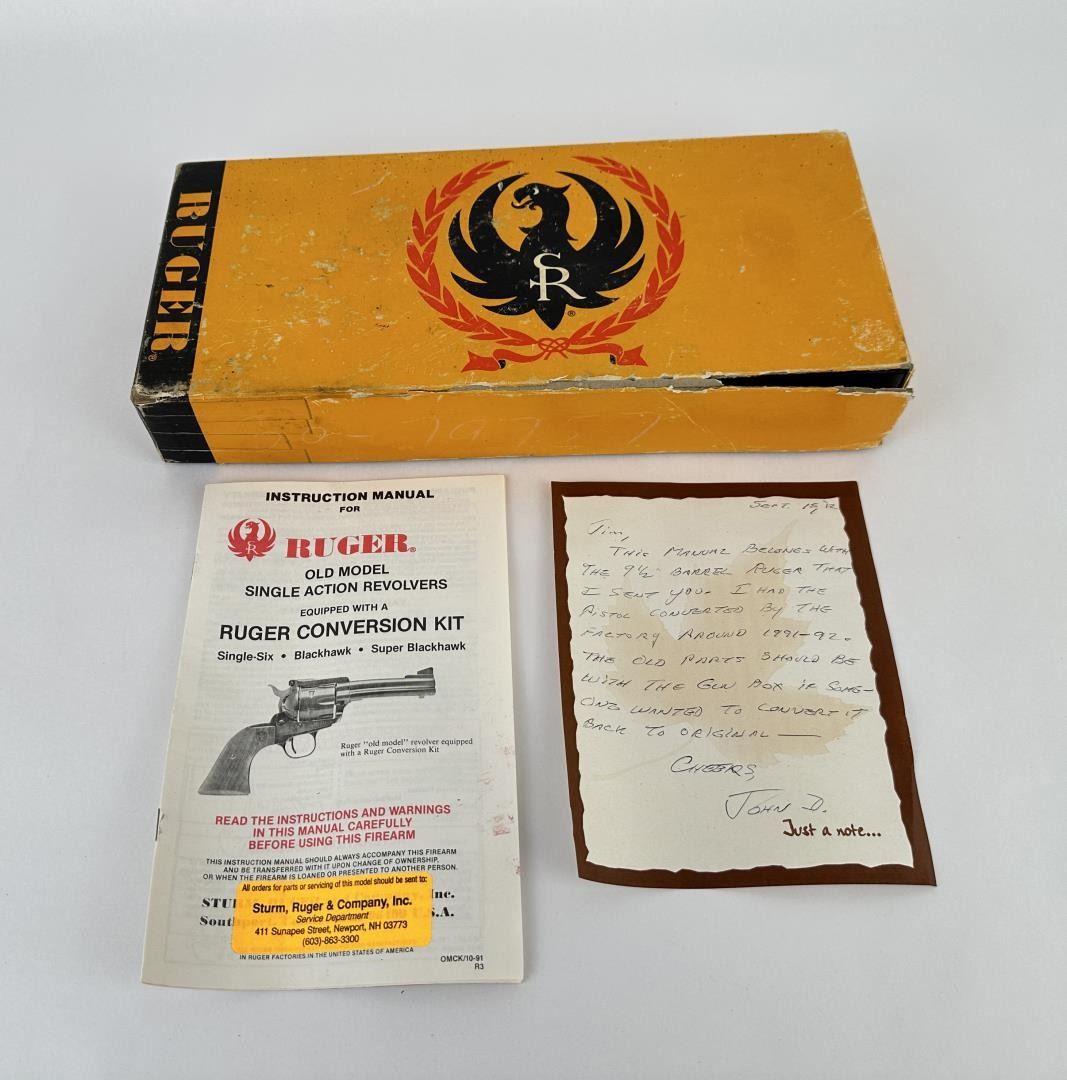 RUGER®
SR®
7975
INSTRUCTION MANUAL
FOR
RUGER®
OLD MODEL
SINGLE ACTION REVOLVERS
EQUIPPED WITH A
RUGER CONVERSION KIT
Single-Six • Blackhawk • Super Blackhawk
Ruger "old model" revolver equipped
with a Ruger Conversion Kit
READ THE INSTRUCTIONS AND WARNINGS
IN THIS MANUAL CAREFULLY
BEFORE USING THIS FIREARM
THIS INSTRUCTION MANUAL SHOULD ALWAYS ACCOMPANY THIS FIREARM
AND BE TRANSFERRED WITH IT UPON CHANGE OF OWNERSHIP,
OR WHEN THE FIREARM IS LOANED OR PRESENTED TO ANOTHER PERSON.
All orders for parts or servicing of this model should be sent to:
STU Inc.
Sturm, Ruger & Company, Inc.
Service Department
South U.S.A.
411 Sunapee Street, Newport, NH 03773
(603)-863-3300
IN RUGER FACTORIES IN THE UNITED STATES OF AMERICA
OMCK/10-91
R3
SEPT.
JIM,
THIS MANUAL BELONGS WITH
THE 9½" BARREL RUGER THAT
I SENT YOU. I HAD THE
PISTOL CONVERTED BY THE
FACTORY AROUND 1991-92.
THE OLD PARTS SHOULD BE
WITH THE GUN BOX IF SOME-
ONE WANTED TO CONVERT IT
BACK TO ORIGINAL —
CHEERS,
JOHN D.
Just a note...